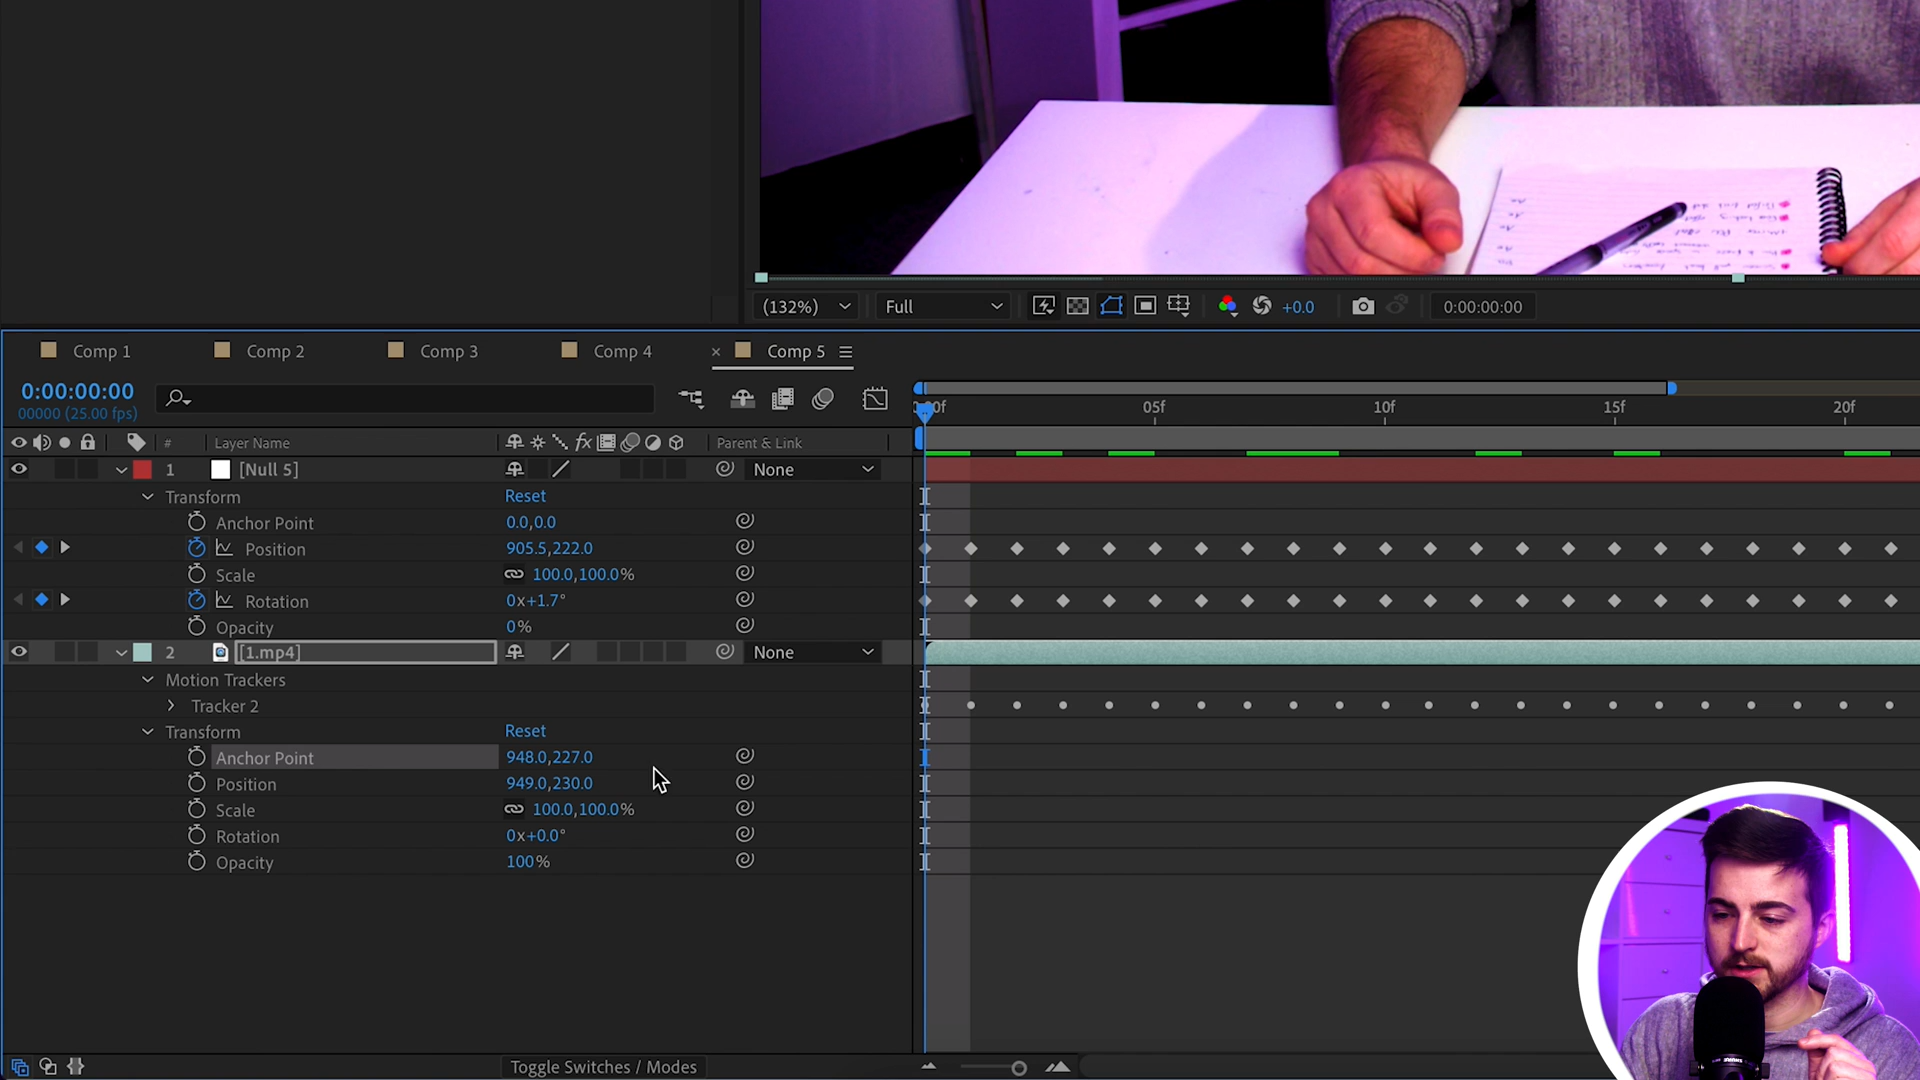 (132%) Full +0.0 0:00:00:00
Comp 1 Comp 2 Comp 3 Comp 4 × Comp 5
0:00:00:00
00000 (25.00 fps)
05f 10f 15f 20f
# Layer Name fx Parent & Link
1 [Null 5] None
Transform Reset
Anchor Point 0.0,0.0
Position 905.5,222.0
Scale 100.0,100.0%
Rotation 0x+1.7°
Opacity 0%
2 [1.mp4] None
Motion Trackers
Tracker 2
Transform Reset
Anchor Point 948.0,227.0
Position 949.0,230.0
Scale 100.0,100.0%
Rotation 0x+0.0°
Opacity 100%
Toggle Switches / Modes